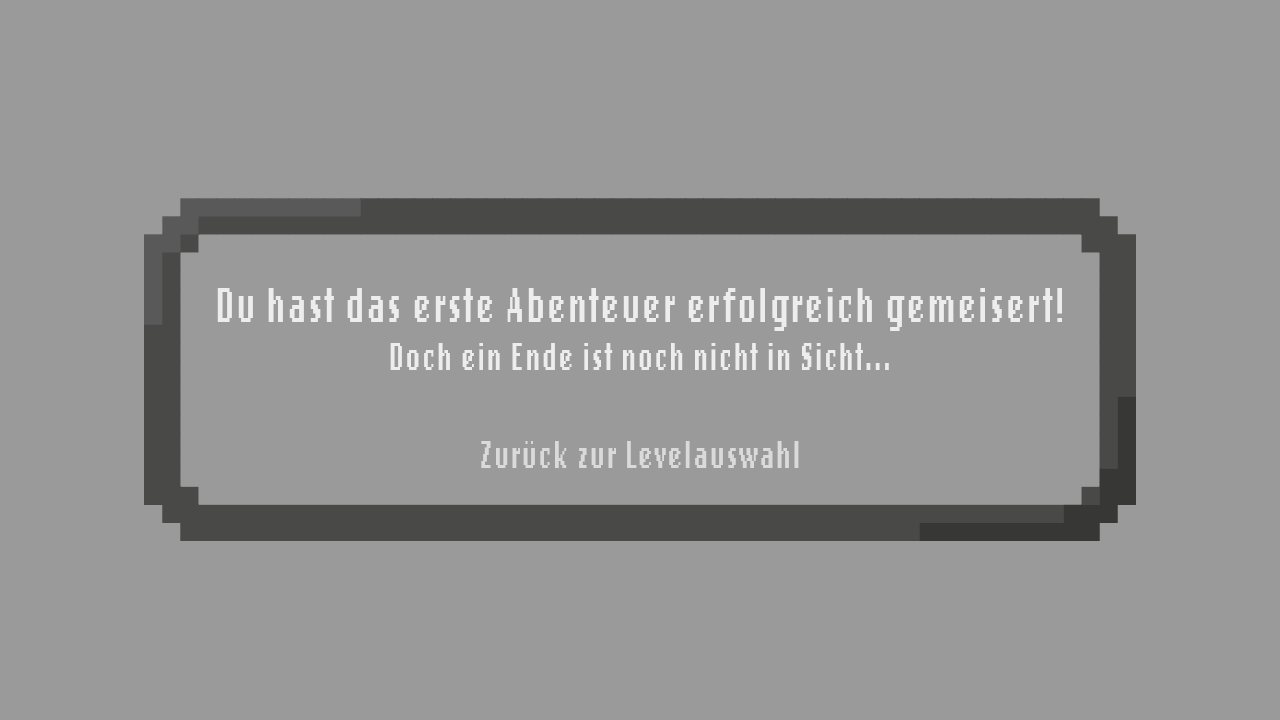 Du hast das erste Abenteuer erfolgreich gemeisert!
Doch ein Ende ist noch nicht in Sicht...
Zurück zur Levelauswahl